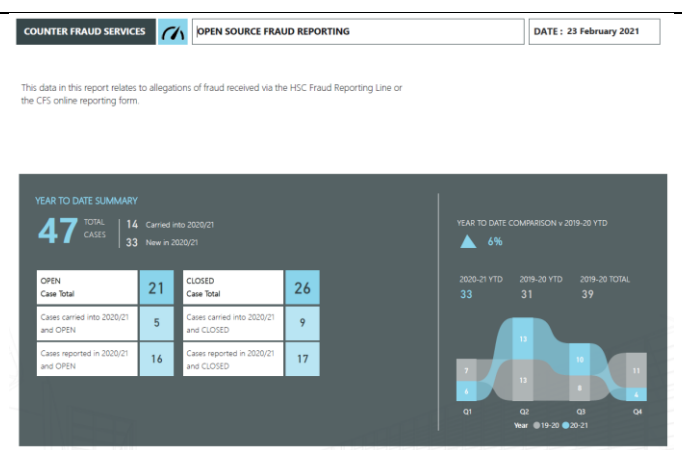 COUNTER FRAUD SERVICES
OPEN SOURCE FRAUD REPORTING
DATE : 23 February 2021
This data in this report relates to allegations of fraud received via the HSC Fraud Reporting Line or
the CFS online reporting form.
YEAR TO DATE SUMMARY
47 TOTAL CASES
14 Carried into 2020/21
33 New in 2020/21
OPEN
Case Total
21
Cases carried into 2020/21
and OPEN
5
Cases reported in 2020/21
and OPEN
16
CLOSED
Case Total
26
Cases carried into 2020/21
and CLOSED
9
Cases reported in 2020/21
and CLOSED
17
YEAR TO DATE COMPARISON v 2019-20 YTD
6%
2020-21 YTD 2019-20 YTD 2019-20 TOTAL
33 31 39
7
13
10
11
13
8
Q1 Q2 Q3 Q4
Year 19-20 20-21